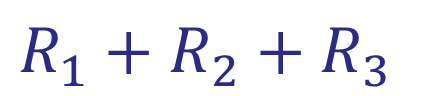 R₁ + R₂ + R₃